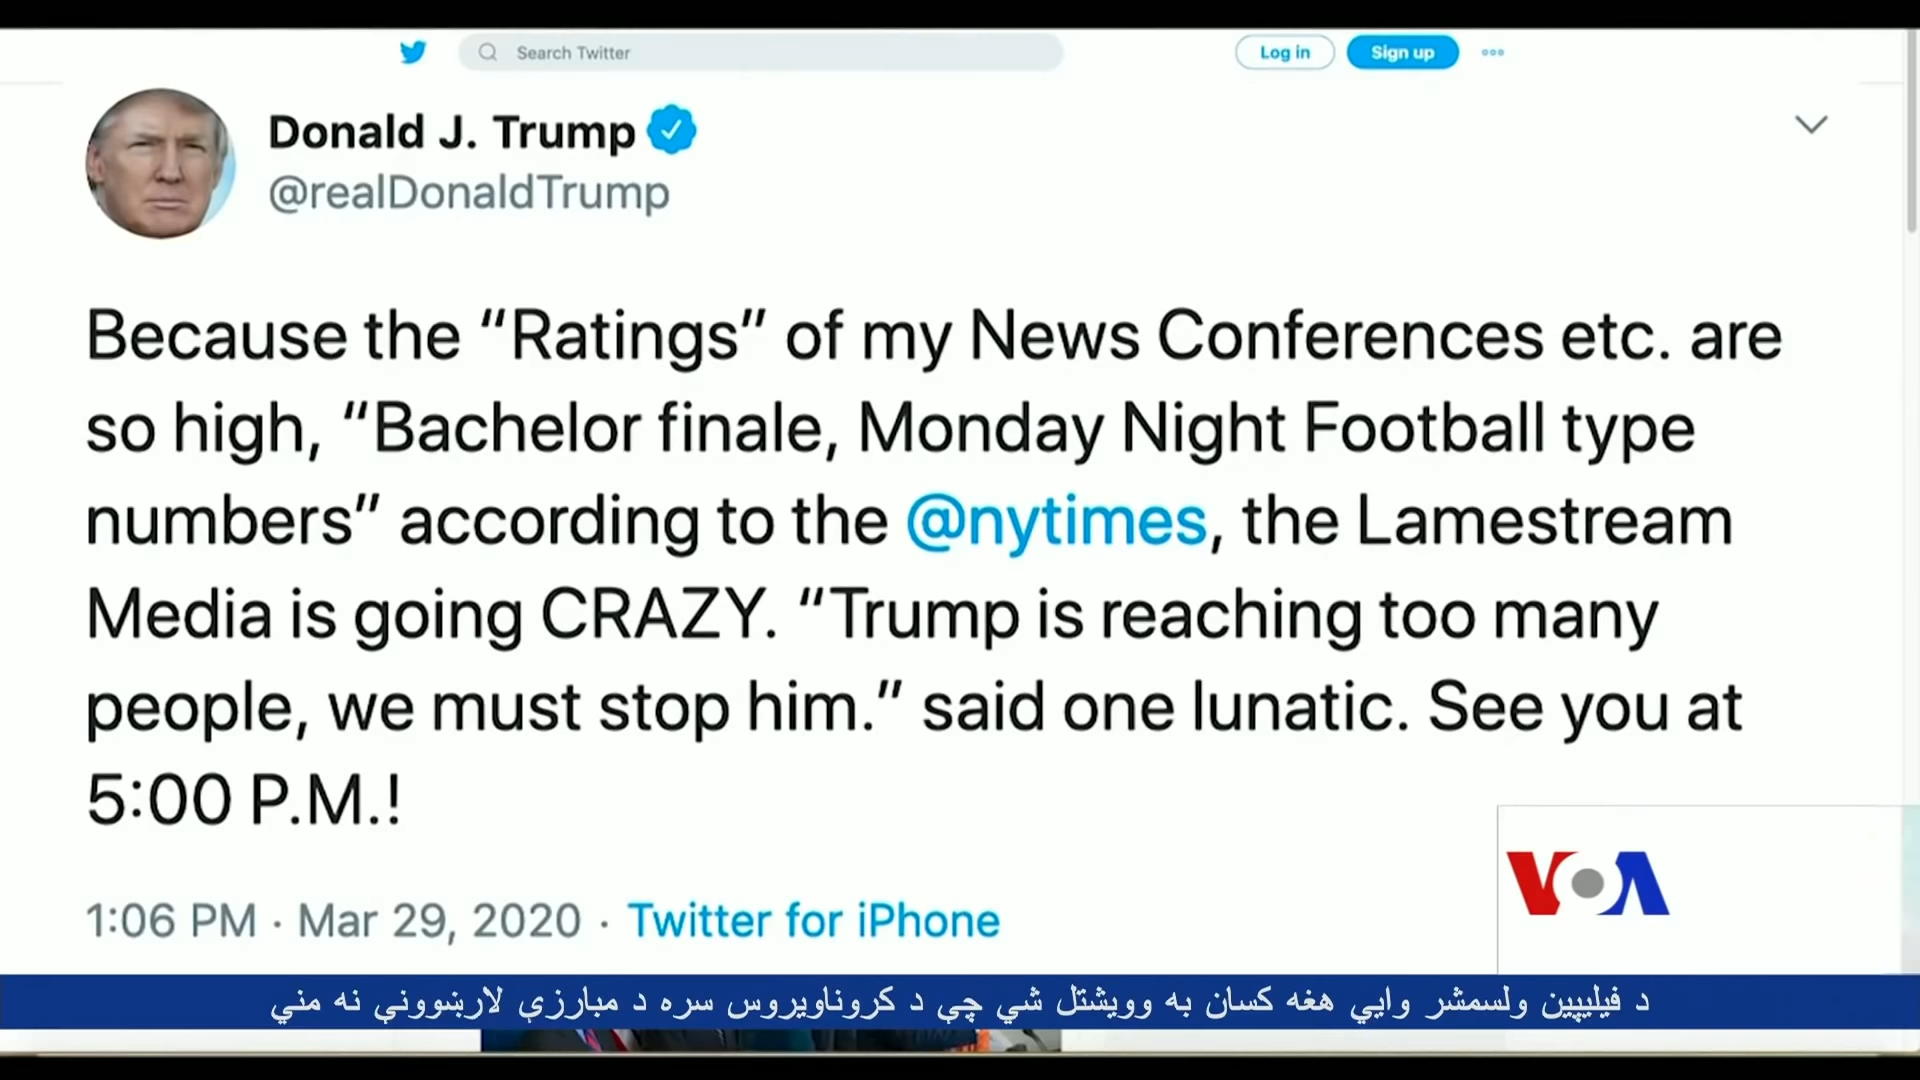 Search Twitter
Log in
Sign up
Donald J. Trump
@realDonaldTrump
Because the “Ratings” of my News Conferences etc. are
so high, “Bachelor finale, Monday Night Football type
numbers” according to the @nytimes, the Lamestream
Media is going CRAZY. “Trump is reaching too many
people, we must stop him.” said one lunatic. See you at
5:00 P.M.!
1:06 PM · Mar 29, 2020 · Twitter for iPhone
VOA
د فیلیپین ولسمشر وایي هغه کسان به وویشتل شي چې د کروناویروس سره د مبارزې لارښوونې نه مني